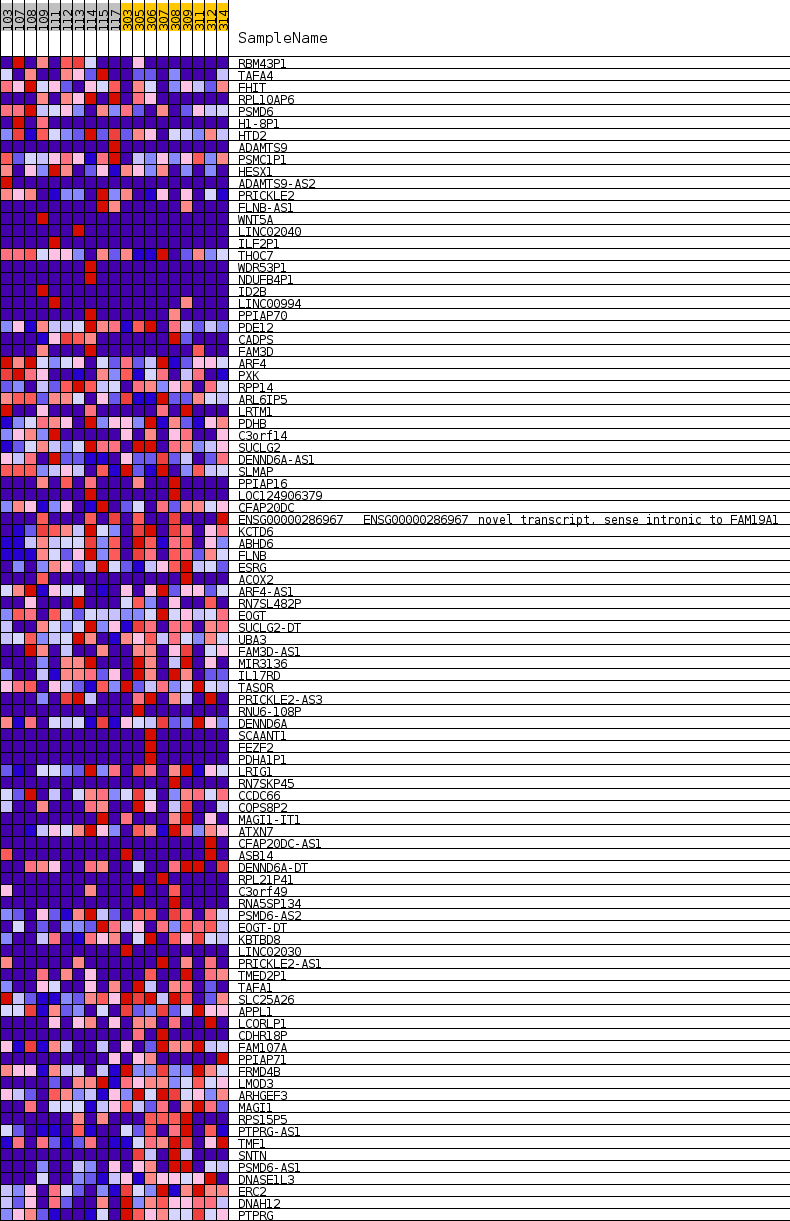 103 107 108 109 111 112 113 114 115 117 303 305 306 307 308 309 311 312 314
SampleName
RBM43P1
TAFA4
FHIT
RPL10AP6
PSMD6
H1-8P1
HTD2
ADAMTS9
PSMC1P1
HESX1
ADAMTS9-AS2
PRICKLE2
FLNB-AS1
WNT5A
LINC02040
ILF2P1
THOC7
WDR53P1
NDUFB4P1
ID2B
LINC00994
PPIAP70
PDE12
CADPS
FAM3D
ARF4
PXK
RPP14
ARL6IP5
LRTM1
PDHB
C3orf14
SUCLG2
DENND6A-AS1
SLMAP
PPIAP16
LOC124906379
CFAP20DC
ENSG00000286967 ENSG00000286967 novel transcript, sense intronic to FAM19A1
KCTD6
ABHD6
FLNB
ESRG
ACOX2
ARF4-AS1
RN7SL482P
EOGT
SUCLG2-DT
UBA3
FAM3D-AS1
MIR3136
IL17RD
TASOR
PRICKLE2-AS3
RNU6-108P
DENND6A
SCAANT1
FEZF2
PDHA1P1
LRIG1
RN7SKP45
CCDC66
COPS8P2
MAGI1-IT1
ATXN7
CFAP20DC-AS1
ASB14
DENND6A-DT
RPL21P41
C3orf49
RNA5SP134
PSMD6-AS2
EOGT-DT
KBTBD8
LINC02030
PRICKLE2-AS1
TMED2P1
TAFA1
SLC25A26
APPL1
LCORLP1
CDHR18P
FAM107A
PPIAP71
FRMD4B
LMOD3
ARHGEF3
MAGI1
RPS15P5
PTPRG-AS1
TMF1
SNTN
PSMD6-AS1
DNASE1L3
ERC2
DNAH12
PTPRG